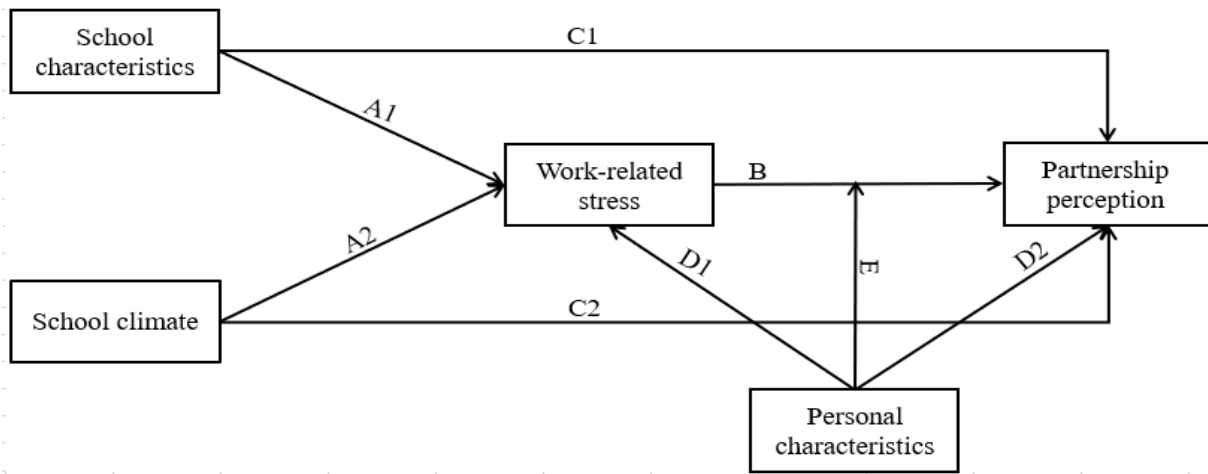 School
characteristics
C1
A1
Work-related
stress
B
Partnership
perception
A2
D1
E
D2
School climate
C2
Personal
characteristics